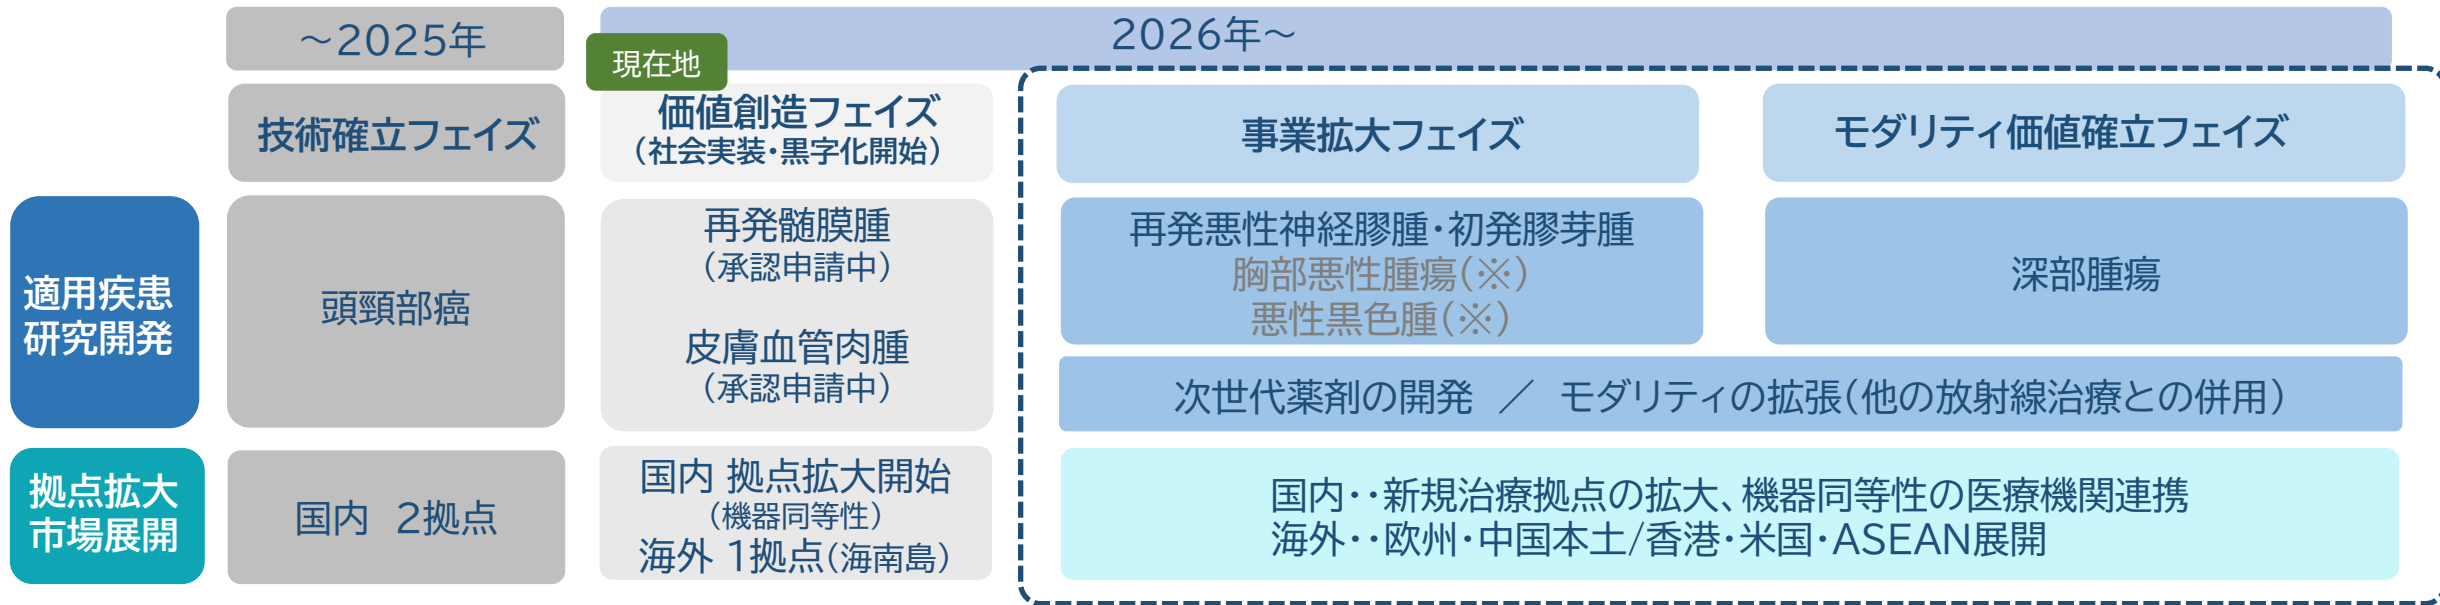 ～2025年
2026年～
現在地
技術確立フェイズ
価値創造フェイズ
（社会実装・黒字化開始）
事業拡大フェイズ
モダリティ価値確立フェイズ
適用疾患
研究開発
頭頸部癌
再発髄膜腫
（承認申請中）
皮膚血管肉腫
（承認申請中）
再発悪性神経膠腫・初発膠芽腫
胸部悪性腫瘍（※）
悪性黒色腫（※）
深部腫瘍
次世代薬剤の開発　／　モダリティの拡張（他の放射線治療との併用）
拠点拡大
市場展開
国内　2拠点
国内 拠点拡大開始
（機器同等性）
海外 1拠点（海南島）
国内・・新規治療拠点の拡大、機器同等性の医療機関連携
海外・・欧州・中国本土/香港・米国・ASEAN展開